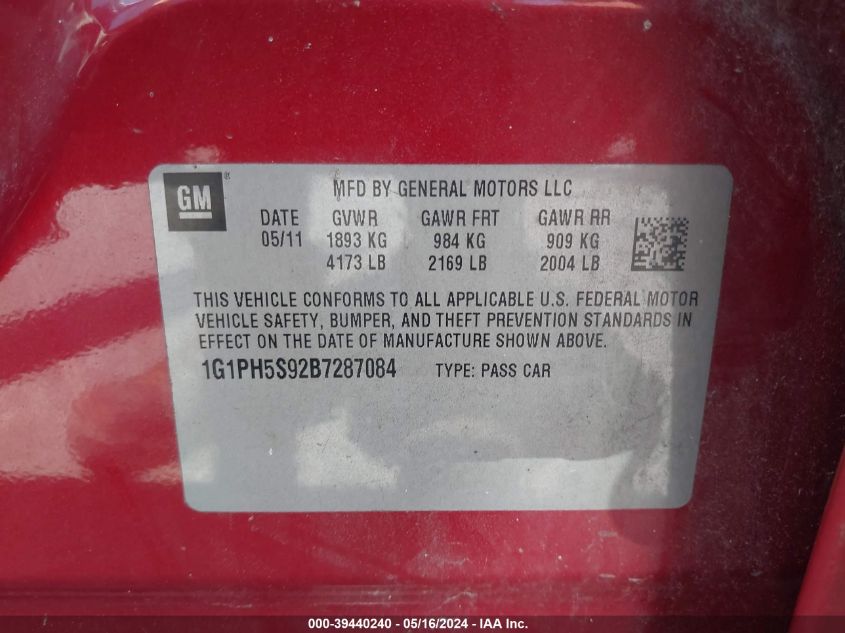 GM ®
MFD BY GENERAL MOTORS LLC
DATE GVWR GAWR FRT GAWR RR
05/11 1893 KG 984 KG 909 KG
4173 LB 2169 LB 2004 LB
THIS VEHICLE CONFORMS TO ALL APPLICABLE U.S. FEDERAL MOTOR
VEHICLE SAFETY, BUMPER, AND THEFT PREVENTION STANDARDS IN
EFFECT ON THE DATE OF MANUFACTURE SHOWN ABOVE.
1G1PH5S92B7287084 TYPE: PASS CAR
000-39440240 - 05/16/2024 - IAA Inc.